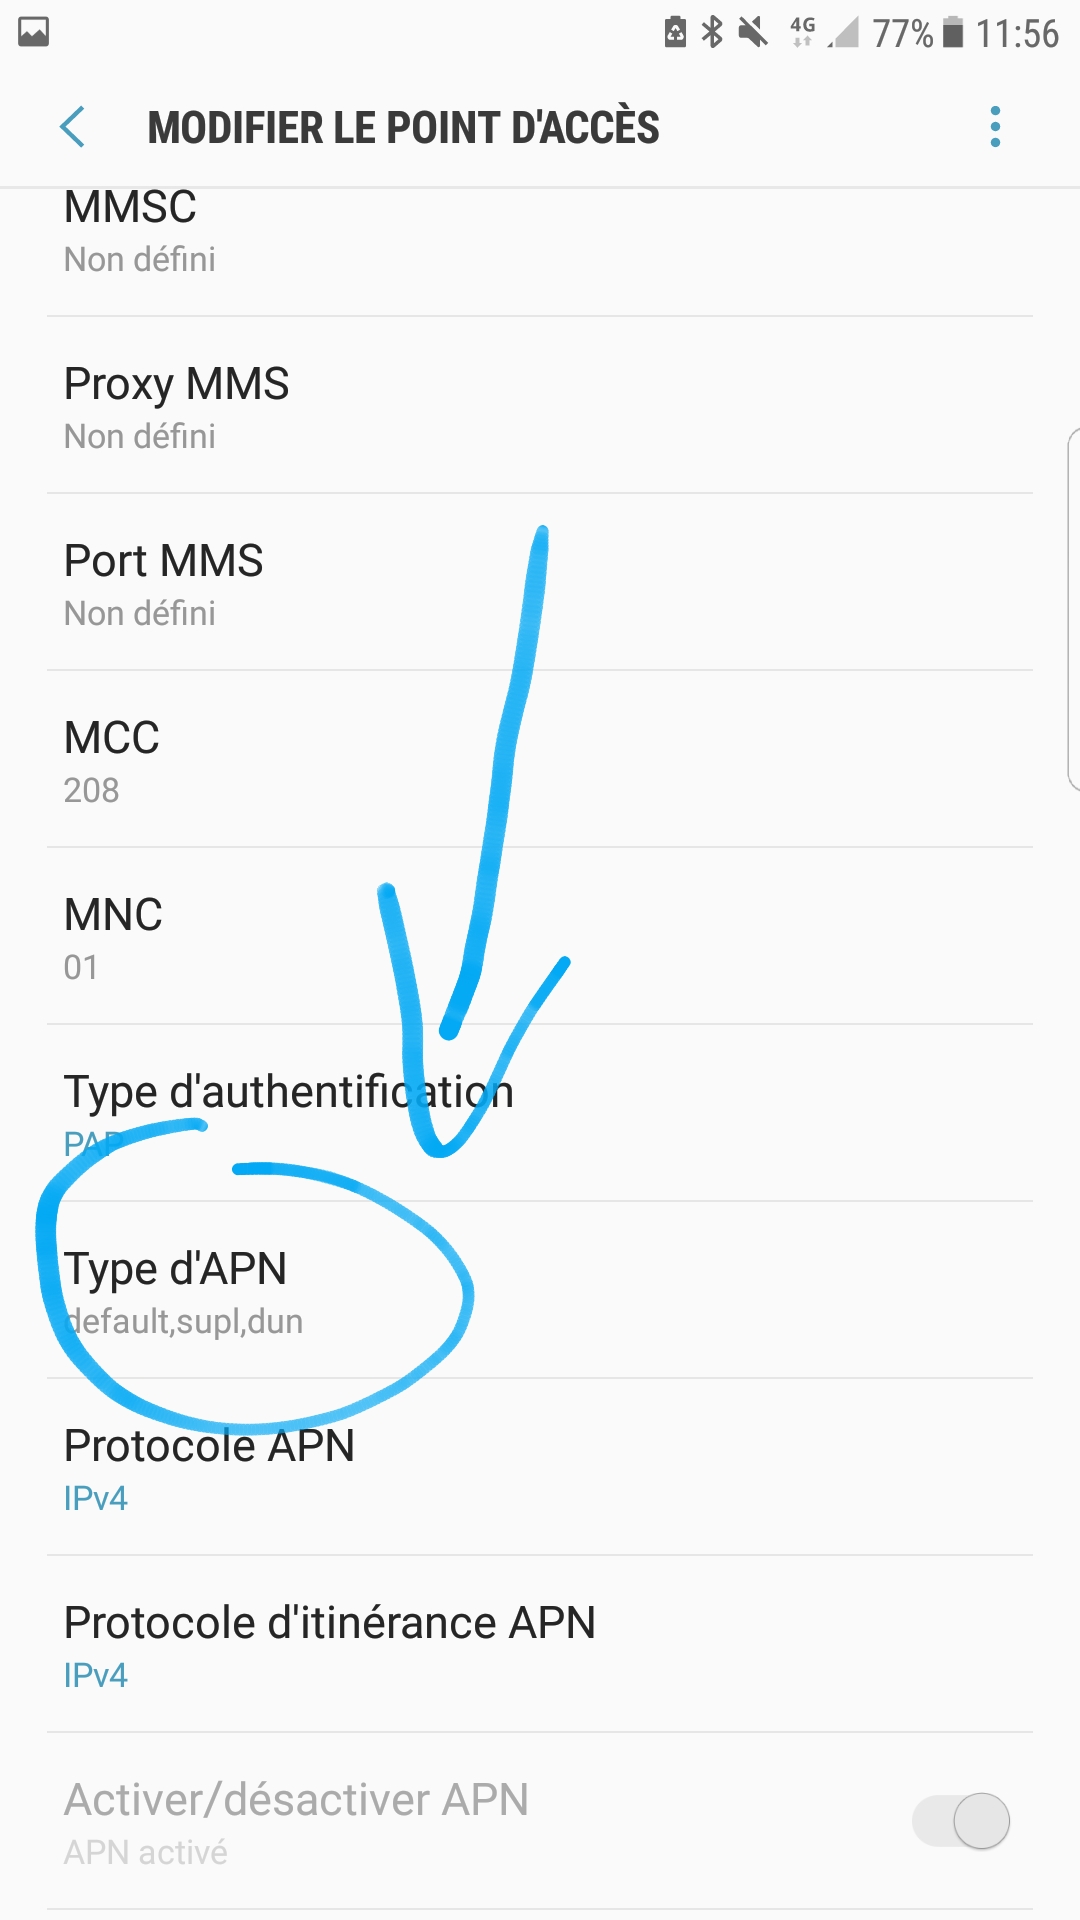 4G 77% 11:56
MODIFIER LE POINT D'ACCÈS
MMSC
Non défini
Proxy MMS
Non défini
Port MMS
Non défini
MCC
208
MNC
01
Type d'authentification
PAP
Type d'APN
default,supl,dun
Protocole APN
IPv4
Protocole d'itinérance APN
IPv4
Activer/désactiver APN
APN activé